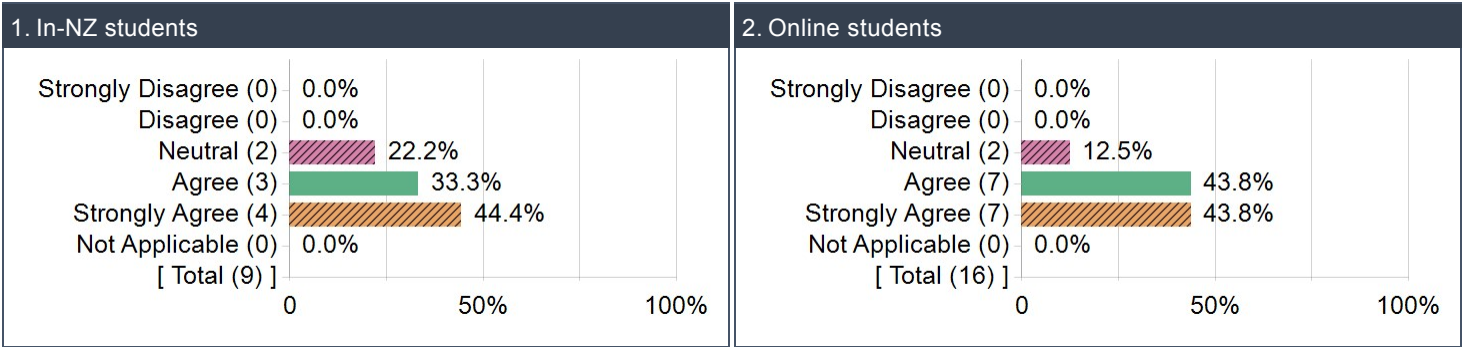 1. In-NZ students
Strongly Disagree (0) 0.0%
Disagree (0) 0.0%
Neutral (2) 22.2%
Agree (3) 33.3%
Strongly Agree (4) 44.4%
Not Applicable (0) 0.0%
[ Total (9) ]
0 50% 100%
2. Online students
Strongly Disagree (0) 0.0%
Disagree (0) 0.0%
Neutral (2) 12.5%
Agree (7) 43.8%
Strongly Agree (7) 43.8%
Not Applicable (0) 0.0%
[ Total (16) ]
0 50% 100%